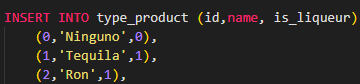 INSERT INTO type_product (id,name, is_liqueur)
(0,'Ninguno',0),
(1,'Tequila',1),
(2,'Ron',1),